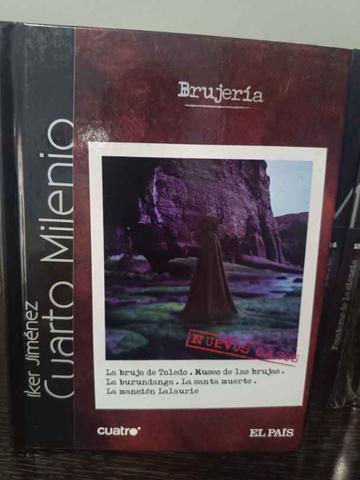 Brujería
Iker Jiménez
Cuarto Milenio
NUEVOS CASOS
La bruja de Toledo . Museo de las brujas .
La burundanga . La santa muerte .
La mansión Lalaurie
cuatro
EL PAÍS